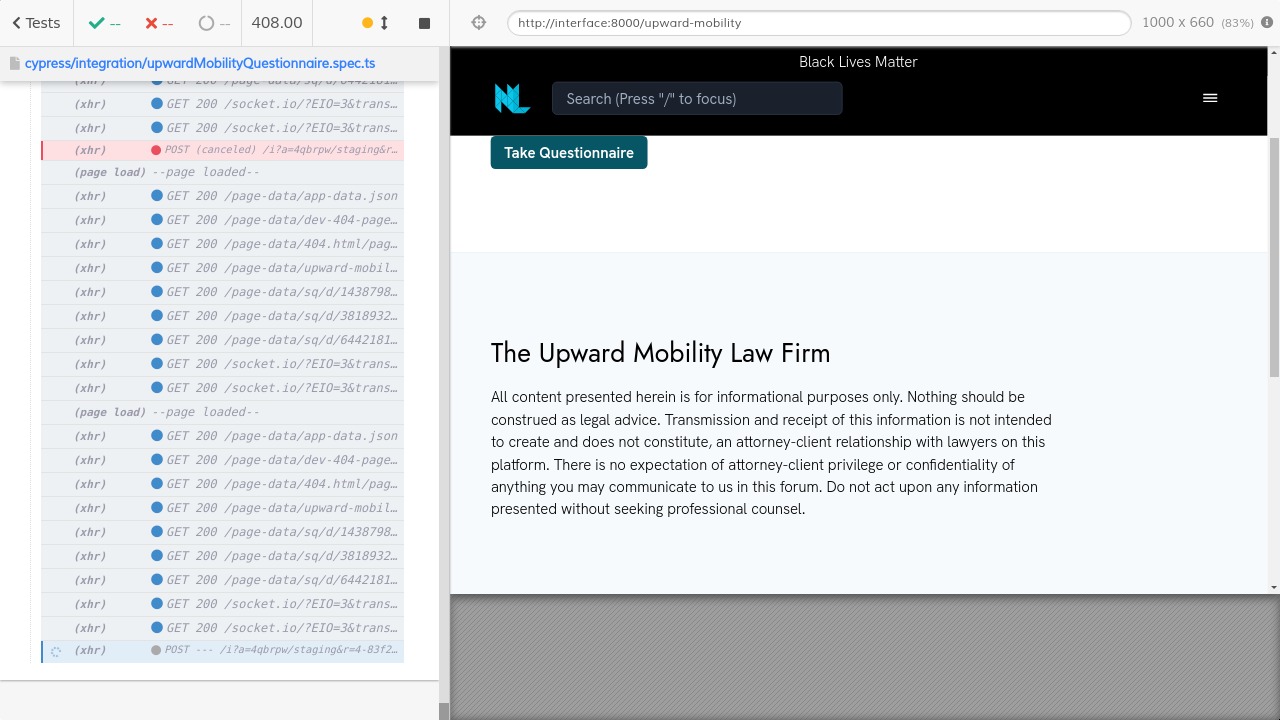 Tests
--
--
--
408.00
cypress/integration/upwardMobilityQuestionnaire.spec.ts
(xhr) GET 200 /page-data/sq/d/6442181…
(xhr) GET 200 /socket.io/?EIO=3&trans…
(xhr) GET 200 /socket.io/?EIO=3&trans…
(xhr) POST (canceled) /i?a=4qbrpw/staging&r…
(page load) --page loaded--
(xhr) GET 200 /page-data/app-data.json
(xhr) GET 200 /page-data/dev-404-page…
(xhr) GET 200 /page-data/404.html/pag…
(xhr) GET 200 /page-data/upward-mobil…
(xhr) GET 200 /page-data/sq/d/1438798…
(xhr) GET 200 /page-data/sq/d/3818932…
(xhr) GET 200 /page-data/sq/d/6442181…
(xhr) GET 200 /socket.io/?EIO=3&trans…
(xhr) GET 200 /socket.io/?EIO=3&trans…
(page load) --page loaded--
(xhr) GET 200 /page-data/app-data.json
(xhr) GET 200 /page-data/dev-404-page…
(xhr) GET 200 /page-data/404.html/pag…
(xhr) GET 200 /page-data/upward-mobil…
(xhr) GET 200 /page-data/sq/d/1438798…
(xhr) GET 200 /page-data/sq/d/3818932…
(xhr) GET 200 /page-data/sq/d/6442181…
(xhr) GET 200 /socket.io/?EIO=3&trans…
(xhr) GET 200 /socket.io/?EIO=3&trans…
(xhr) POST --- /i?a=4qbrpw/staging&r=4-83f2…
http://interface:8000/upward-mobility
1000 x 660 (83%)
Black Lives Matter
NL
Search (Press "/" to focus)
Take Questionnaire
The Upward Mobility Law Firm
All content presented herein is for informational purposes only. Nothing should be
construed as legal advice. Transmission and receipt of this information is not intended
to create and does not constitute, an attorney-client relationship with lawyers on this
platform. There is no expectation of attorney-client privilege or confidentiality of
anything you may communicate to us in this forum. Do not act upon any information
presented without seeking professional counsel.